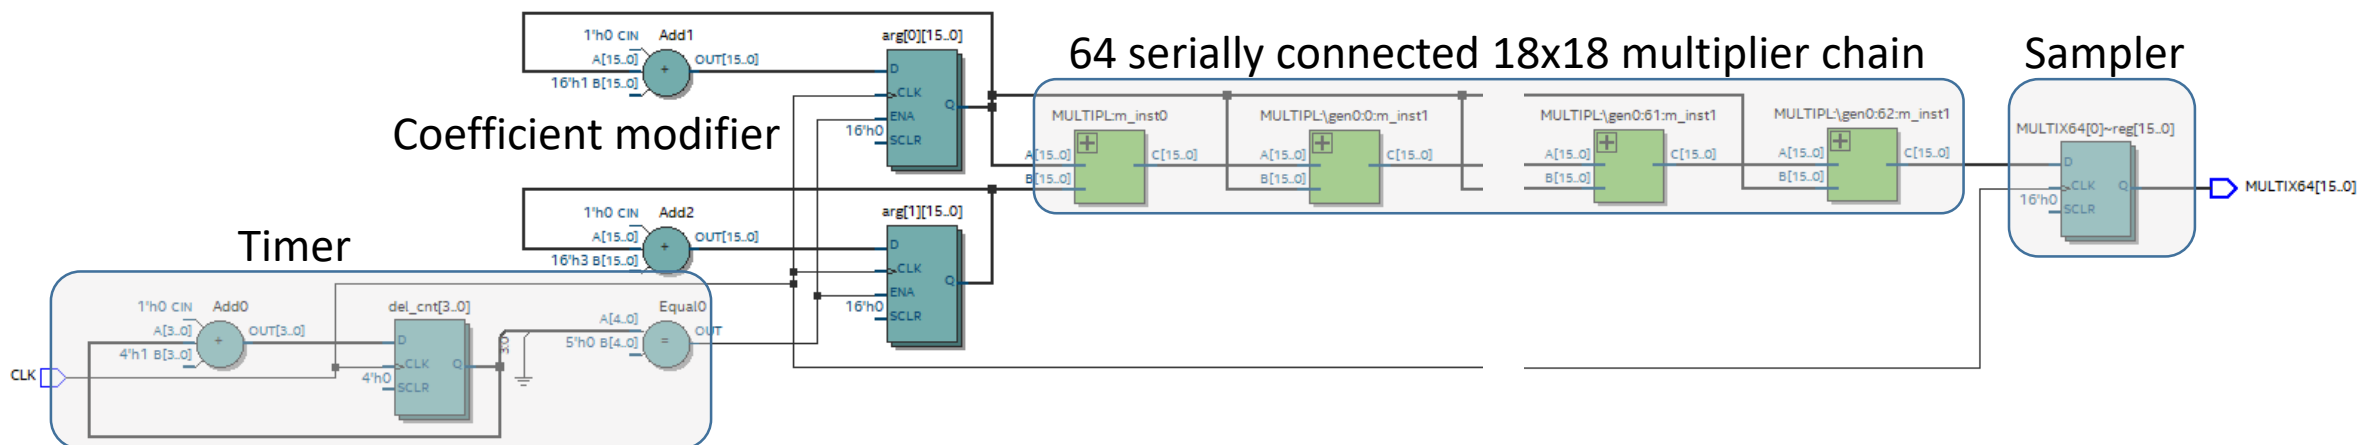 1'h0 CIN Add1
A[15..0] OUT[15..0]
16'h1 B[15..0]
arg[0][15..0]
D
CLK
ENA
16'h0
SCLR
Q
Coefficient modifier
64 serially connected 18x18 multiplier chain
MULTIPL:m_inst0
A[15..0] C[15..0]
B[15..0]
MULTIPL:\gen0:0:m_inst1
A[15..0] C[15..0]
B[15..0]
MULTIPL:\gen0:61:m_inst1
A[15..0] C[15..0]
B[15..0]
MULTIPL:\gen0:62:m_inst1
A[15..0] C[15..0]
B[15..0]
Sampler
MULTIX64[0]~reg[15..0]
D
CLK Q
16'h0
SCLR
MULTIX64[15..0]
1'h0 CIN Add2
A[15..0] OUT[15..0]
16'h3 B[15..0]
arg[1][15..0]
D
CLK
Q
ENA
16'h0
SCLR
Timer
1'h0 CIN Add0
A[3..0] OUT[3..0]
4'h1 B[3..0]
del_cnt[3..0]
D
CLK Q
4'h0
SCLR
3:0
Equal0
A[4..0] OUT
5'h0 B[4..0]
CLK